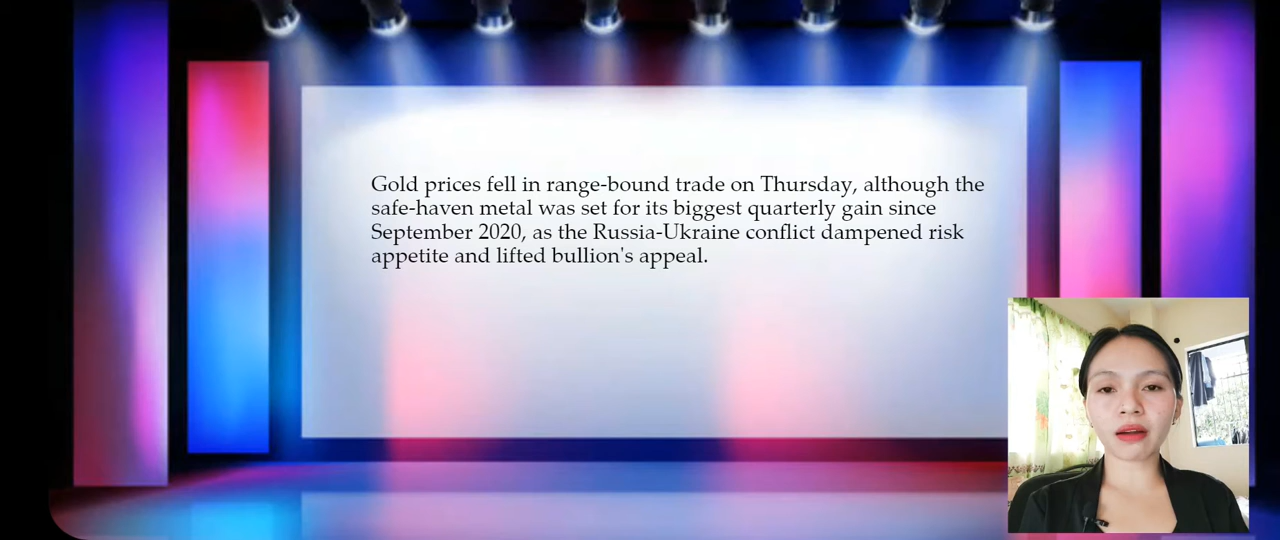 Gold prices fell in range-bound trade on Thursday, although the
safe-haven metal was set for its biggest quarterly gain since
September 2020, as the Russia-Ukraine conflict dampened risk
appetite and lifted bullion's appeal.